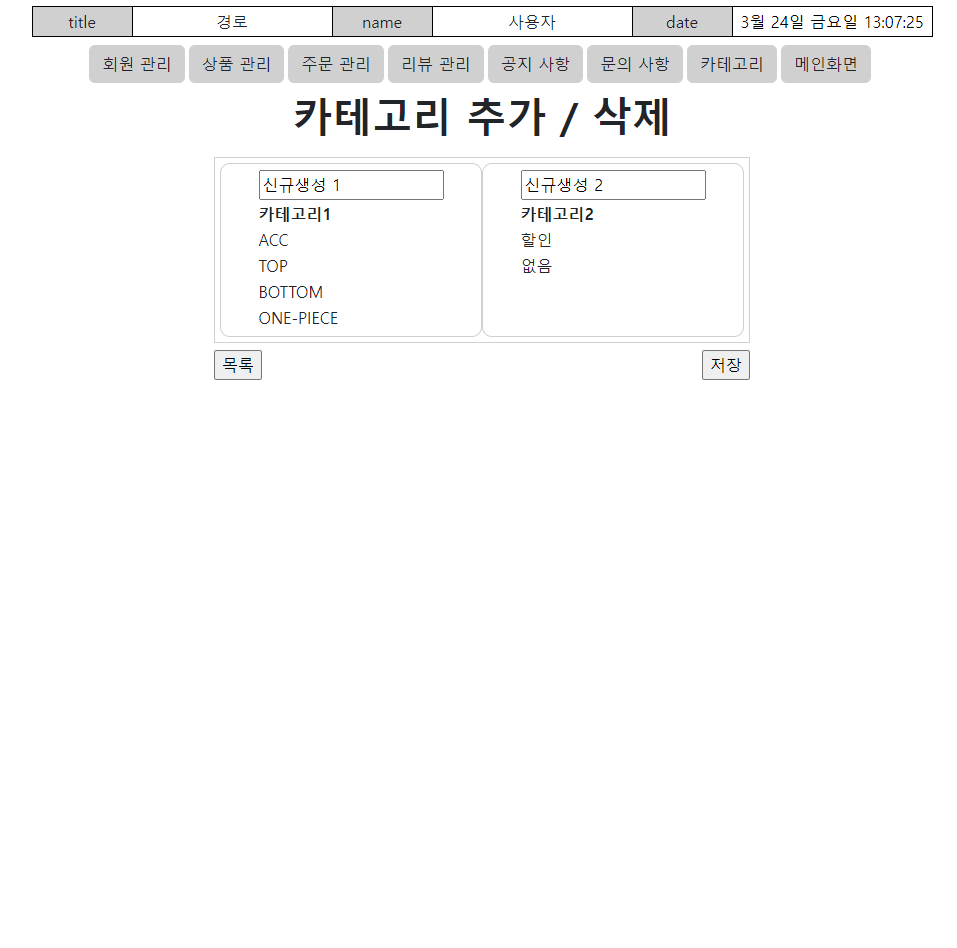 title 경로 name 사용자 date 3월 24일 금요일 13:07:25
회원 관리 상품 관리 주문 관리 리뷰 관리 공지 사항 문의 사항 카테고리 메인화면
카테고리 추가 / 삭제
신규생성 1
카테고리1
ACC
TOP
BOTTOM
ONE-PIECE
신규생성 2
카테고리2
할인
없음
목록 저장